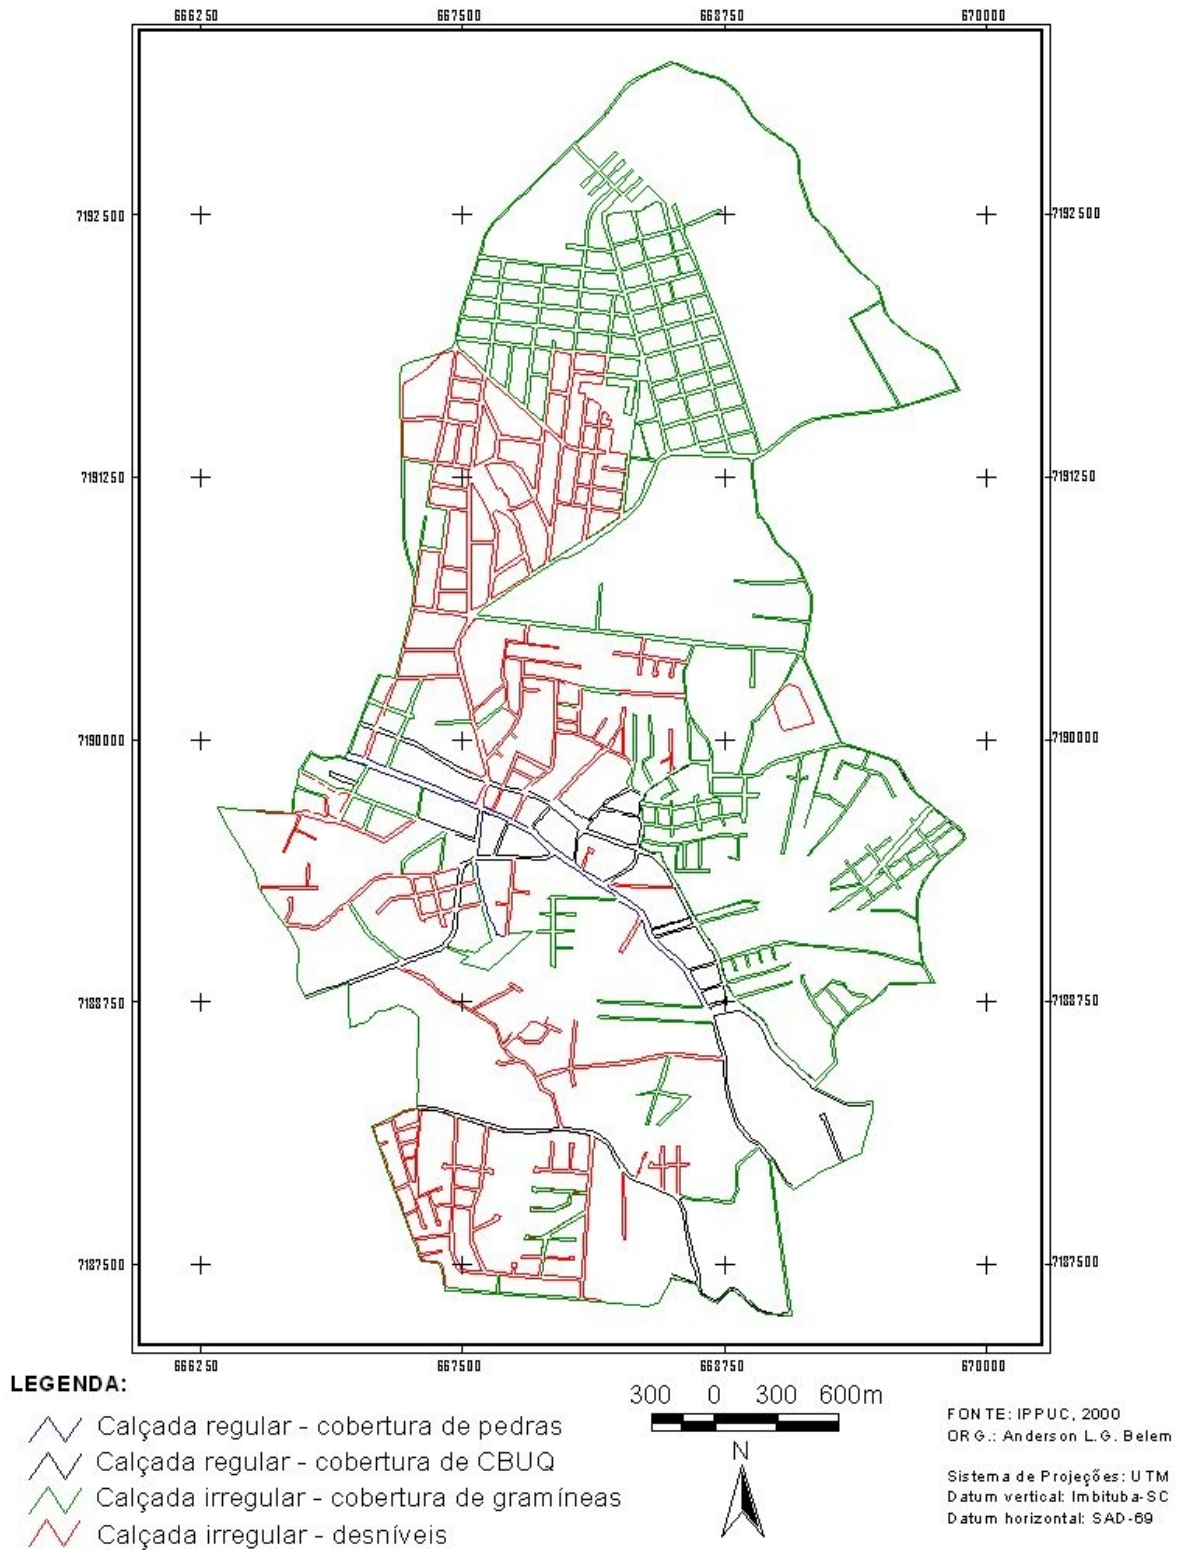 666250 667500 668750 670000
7192500 7192500
7191250 7191250
7190000 7190000
7188750 7188750
7187500 7187500
666250 667500 668750 670000
LEGENDA:
Calçada regular - cobertura de pedras
Calçada regular - cobertura de CBUQ
Calçada irregular - cobertura de gramíneas
Calçada irregular - desníveis
300 0 300 600m
N
FONTE: IPPUC, 2000
ORG.: Anderson L.G. Belem
Sistema de Projeções: UTM
Datum vertical: Imbituba-SC
Datum horizontal: SAD-69